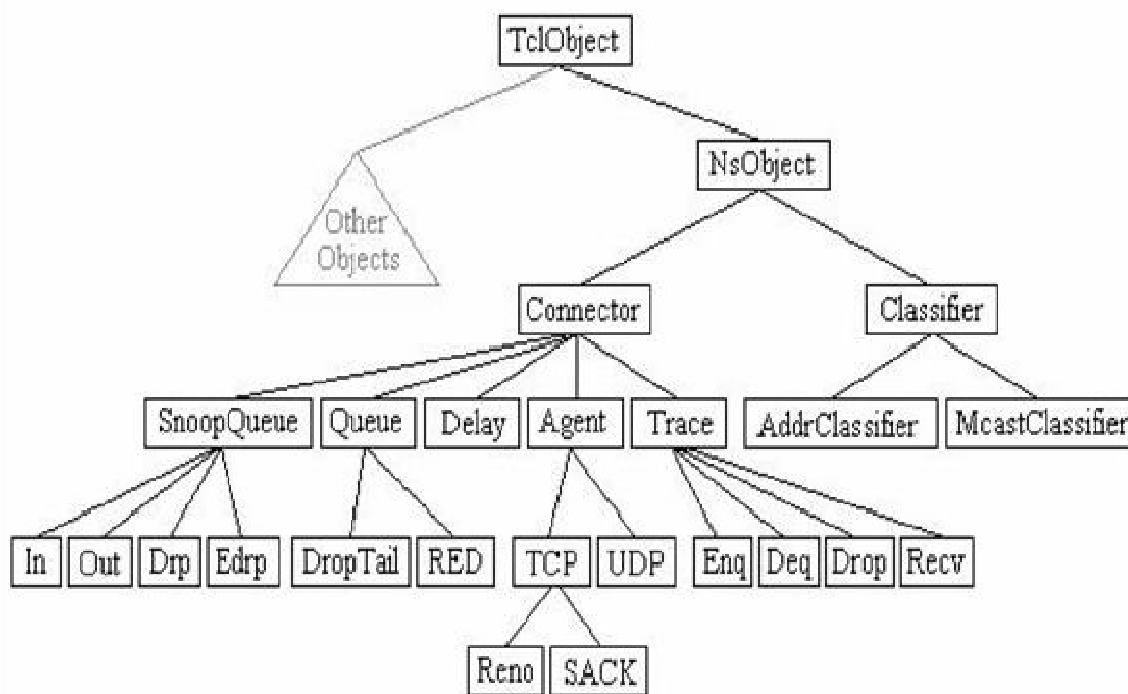 TclObject
NsObject
Other
Objects
Connector
Classifier
SnoopQueue
Queue
Delay
Agent
Trace
AddrClassifier
McastClassifier
In
Out
Drp
Edrp
DropTail
RED
TCP
UDP
Enq
Deq
Drop
Recv
Reno
SACK